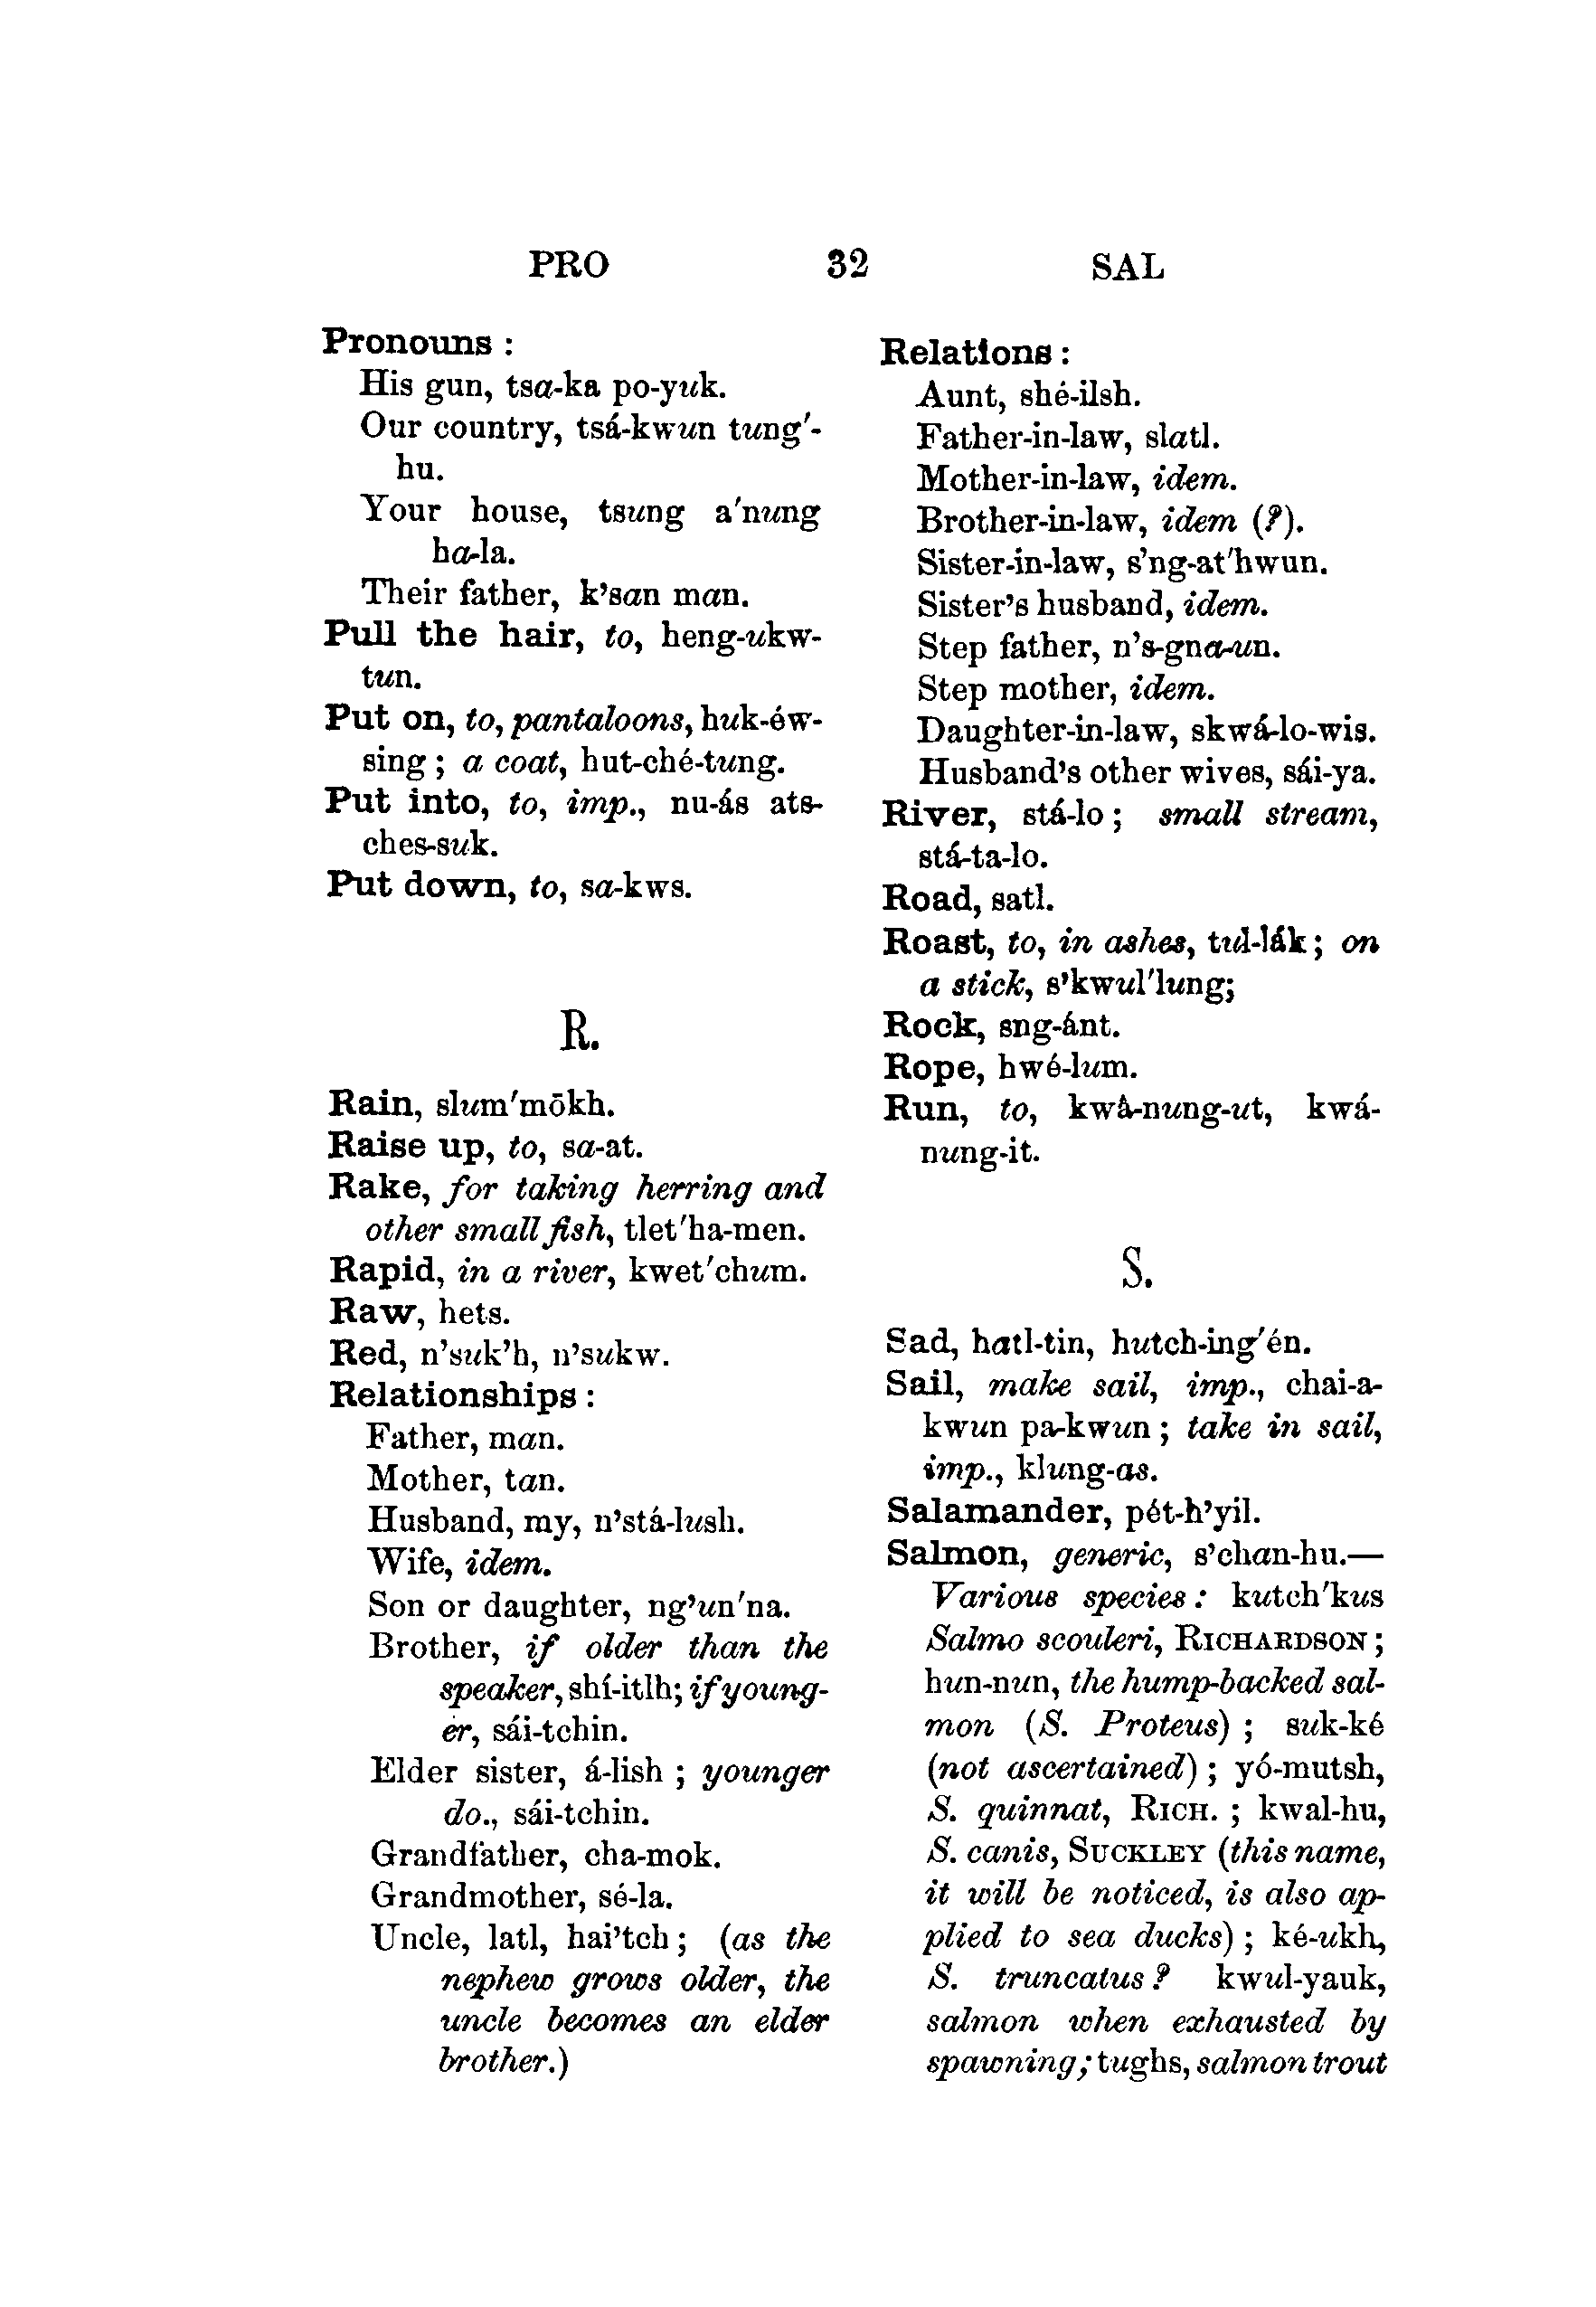 PRO 32 SAL
Pronouns :
His gun, tsa-ka po-yuk.
Our country, tsá-kwun tung'-
hu.
Your house, tsung a'nung
ha-la.
Their father, k'san man.
Pull the hair, to, heng-ukw-
tun.
Put on, to, pantaloons, huk-éw-
sing ; a coat, hut-ché-tung.
Put into, to, imp., nu-ás ats-
ches-suk.
Put down, to, sa-kws.
R.
Rain, slum'mōkh.
Raise up, to, sa-at.
Rake, for taking herring and
other small fish, tlet'ha-men.
Rapid, in a river, kwet'chum.
Raw, hets.
Red, n'suk'h, n'sukw.
Relationships :
Father, man.
Mother, tan.
Husband, my, n'stá-lush.
Wife, idem.
Son or daughter, ng'un'na.
Brother, if older than the
speaker, shí-itlh; if young-
er, sái-tchin.
Elder sister, á-lish ; younger
do., sái-tchin.
Grandfather, cha-mok.
Grandmother, sé-la.
Uncle, latl, hai'tch ; (as the
nephew grows older, the
uncle becomes an elder
brother.)
Relations :
Aunt, shé-ilsh.
Father-in-law, slatl.
Mother-in-law, idem.
Brother-in-law, idem (?).
Sister-in-law, s'ng-at'hwun.
Sister's husband, idem.
Step father, n's-gna-un.
Step mother, idem.
Daughter-in-law, skwá-lo-wis.
Husband's other wives, sái-ya.
River, stá-lo ; small stream,
stá-ta-lo.
Road, satl.
Roast, to, in ashes, tul-lák ; on
a stick, s'kwul'lung;
Rock, sng-ánt.
Rope, hwé-lum.
Run, to, kwâ-nung-ut, kwá-
nung-it.
S.
Sad, hatl-tin, hutch-ing'én.
Sail, make sail, imp., chai-a-
kwun pa-kwun ; take in sail,
imp., klung-as.
Salamander, pét-h'yil.
Salmon, generic, s'chan-hu.—
Various species : kutch'kus
Salmo scouleri, RICHARDSON ;
hun-nun, the hump-backed sal-
mon (S. Proteus) ; suk-ké
(not ascertained) ; yó-mutsh,
S. quinnat, RICH. ; kwal-hu,
S. canis, SUCKLEY (this name,
it will be noticed, is also ap-
plied to sea ducks) ; ké-ukh,
S. truncatus ? kwul-yauk,
salmon when exhausted by
spawning ; tughs, salmon trout